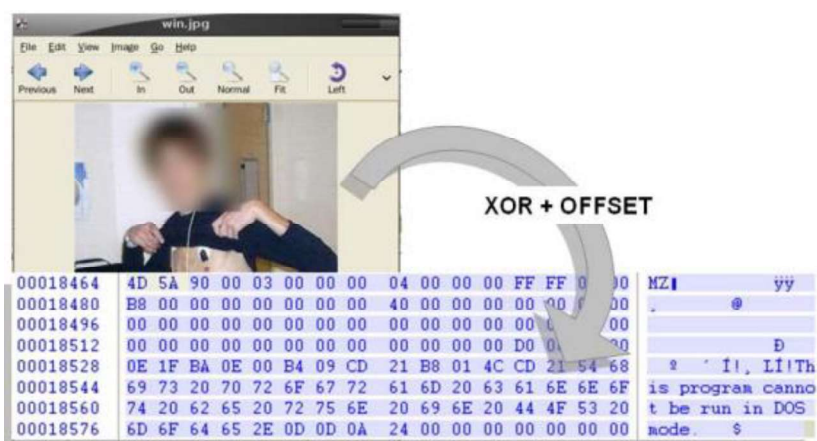 win.jpg
File Edit View Image Go Help
Previous Next In Out Normal Fit Left
XOR + OFFSET
00018464 4D 5A 90 00 03 00 00 00 04 00 00 00 FF FF 00 MZ ÿÿ
00018480 B8 00 00 00 00 00 00 00 40 00 00 00 00 00 00 00 ¸ @
00018496 00 00 00 00 00 00 00 00 00 00 00 00 00 00 00
00018512 00 00 00 00 00 00 00 00 00 00 00 00 D0 00 Ð
00018528 0E 1F BA 0E 00 B4 09 CD 21 B8 01 4C CD 21 54 68 º ´ Í!¸ LÍ!Th
00018544 69 73 20 70 72 6F 67 72 61 6D 20 63 61 6E 6E 6F is program canno
00018560 74 20 62 65 20 72 75 6E 20 69 6E 20 44 4F 53 20 t be run in DOS
00018576 6D 6F 64 65 2E 0D 0D 0A 24 00 00 00 00 00 00 00 mode. $